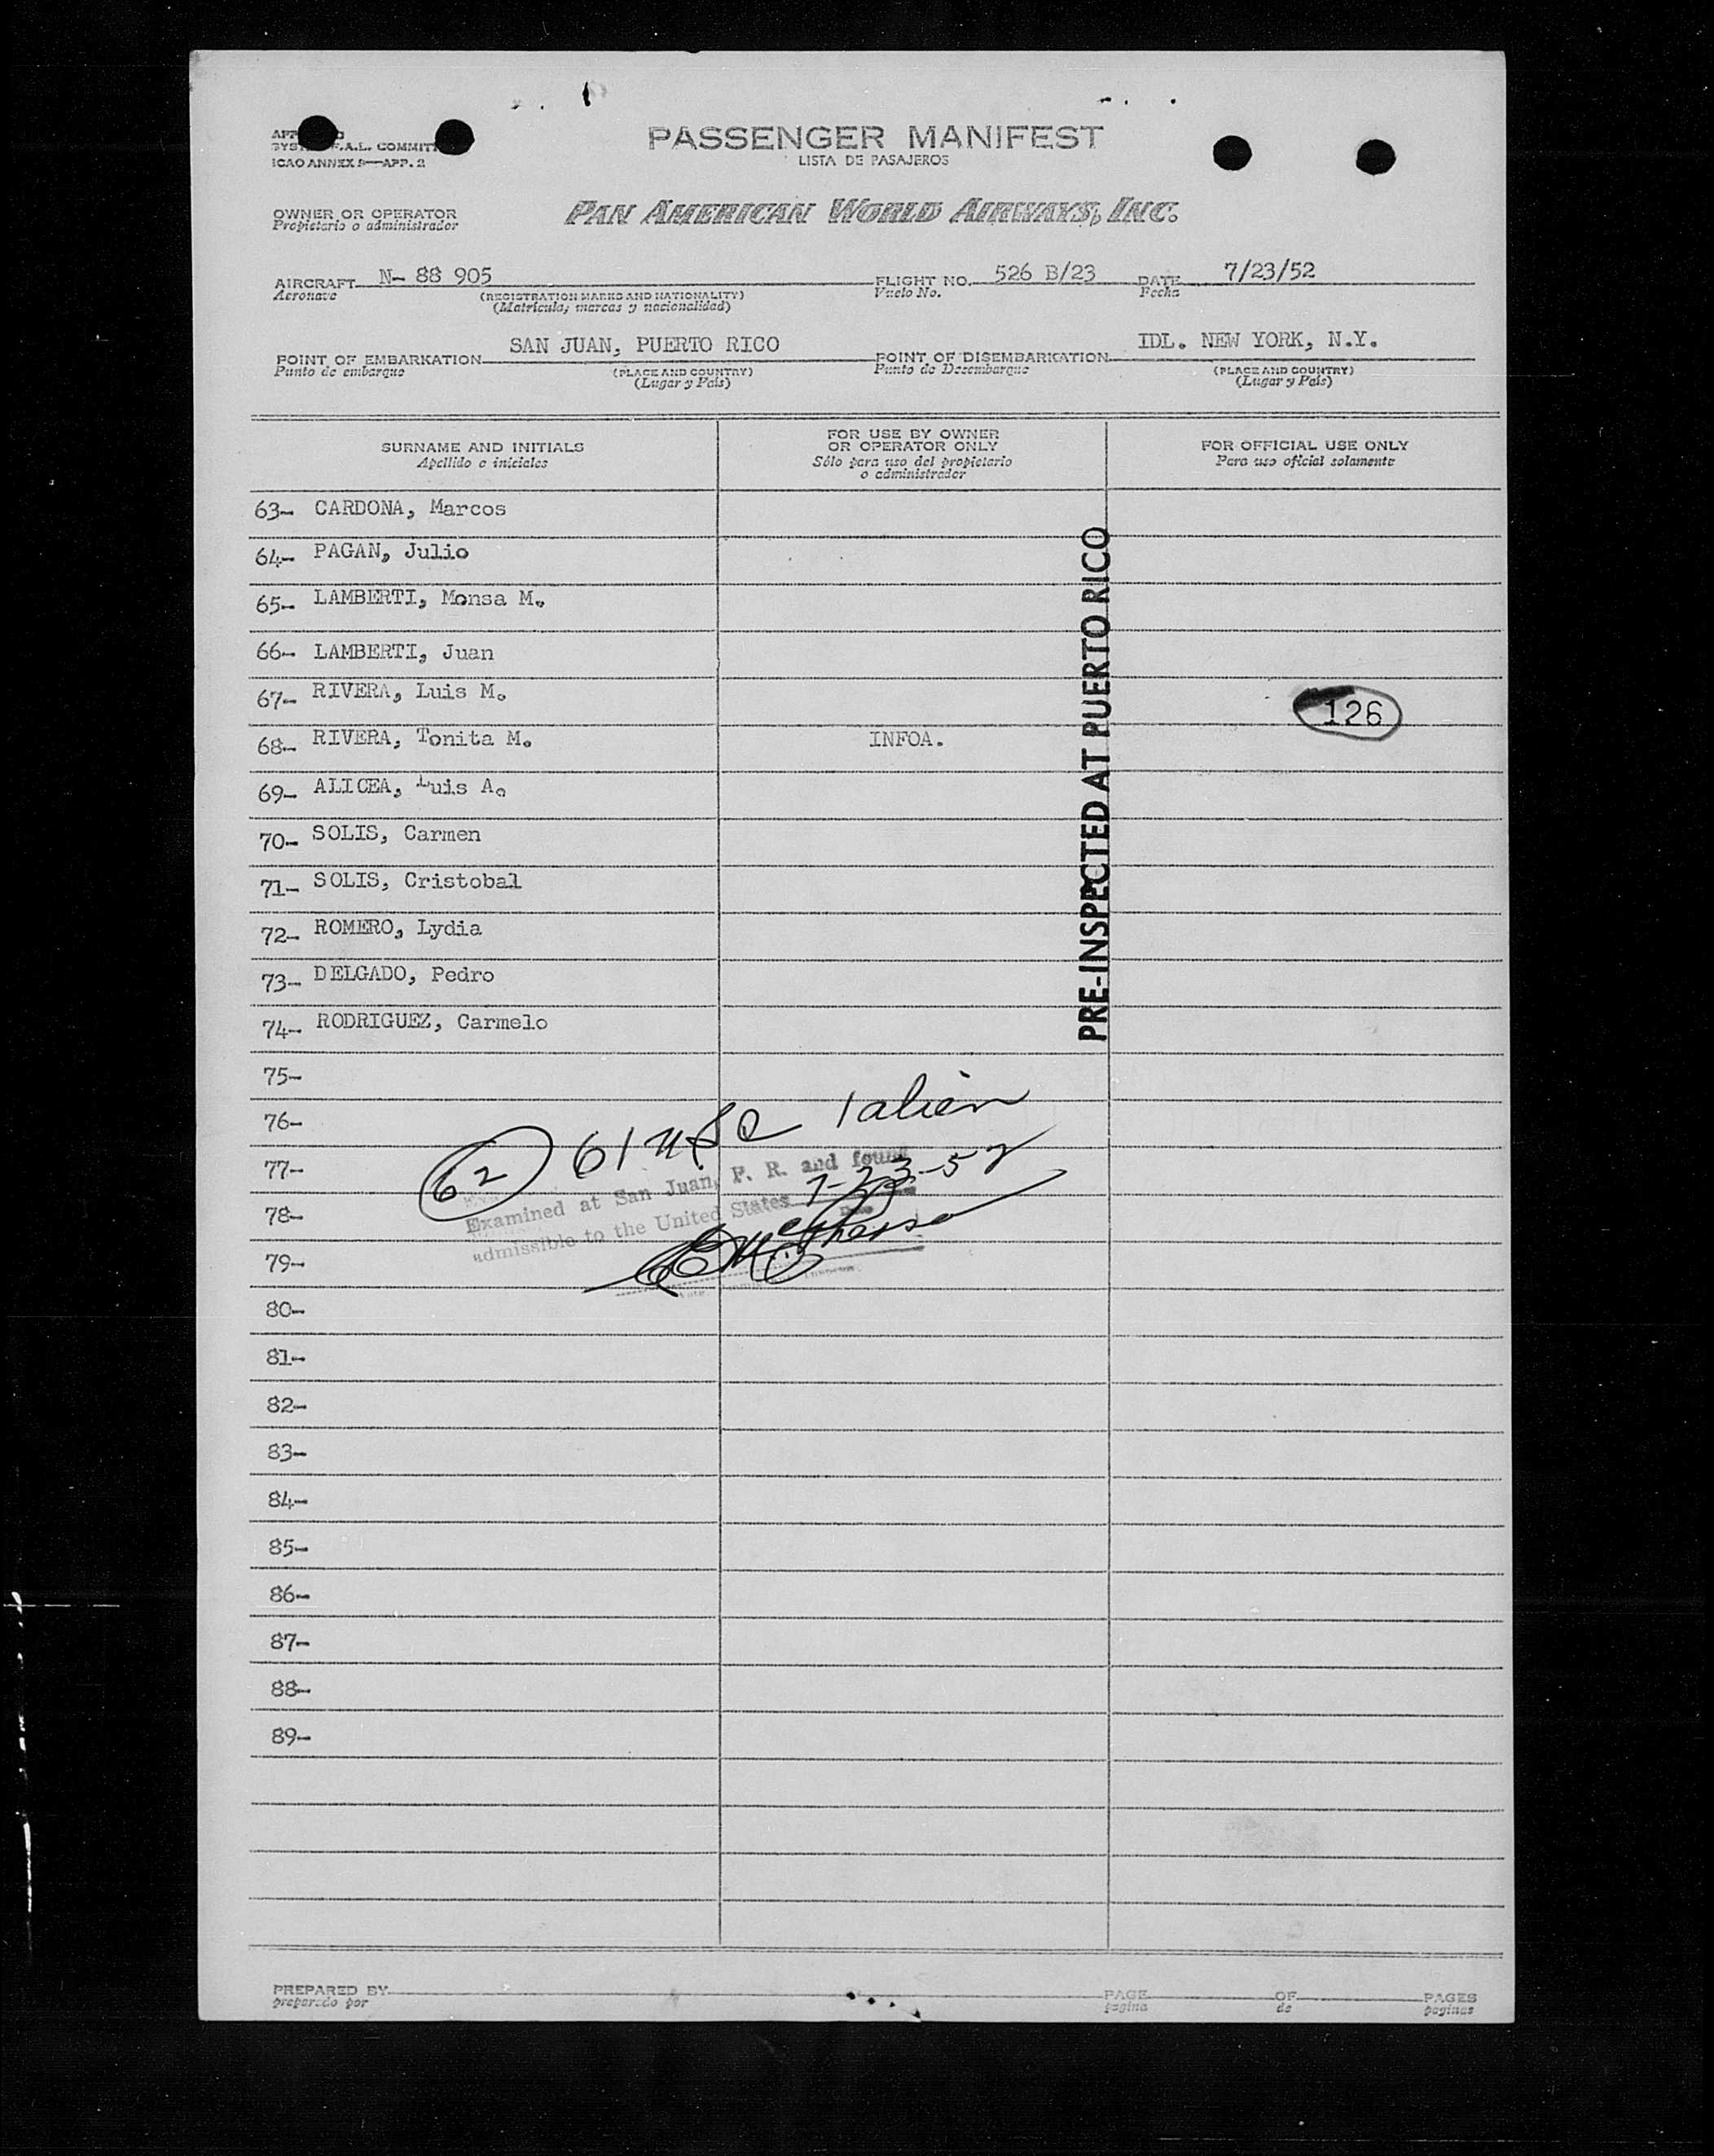 PASSENGER MANIFEST
LISTA DE PASAJEROS
F.A.L. COMMIT
ICAO ANNEX 9—APP. 2
OWNER OR OPERATOR
Propietario o administrador
PAN AMERICAN WORLD AIRWAYS, INC.
AIRCRAFT N- 88 905 FLIGHT NO. 526 B/23 DATE 7/23/52
Aeronave (REGISTRATION MARKS AND NATIONALITY) Vuelo No. Fecha
(Matrícula, marcas y nacionalidad)
POINT OF EMBARKATION SAN JUAN, PUERTO RICO POINT OF DISEMBARKATION IDL. NEW YORK, N.Y.
Punto de embarque (PLACE AND COUNTRY) Punto de Desembarque (PLACE AND COUNTRY)
(Lugar y País) (Lugar y País)
SURNAME AND INITIALS
Apellido e iniciales
FOR USE BY OWNER
OR OPERATOR ONLY
Sólo para uso del propietario
o administrador
FOR OFFICIAL USE ONLY
Para uso oficial solamente
63- CARDONA, Marcos
64- PAGAN, Julio
65- LAMBERTI, Monsa M.
66- LAMBERTI, Juan
67- RIVERA, Luis M.
126
68- RIVERA, Tonita M. INFOA.
69- ALICEA, Luis A.
70- SOLIS, Carmen
71- SOLIS, Cristobal
72- ROMERO, Lydia
73- DELGADO, Pedro
74- RODRIGUEZ, Carmelo
PRE-INSPECTED AT PUERTO RICO
75-
76-
62 61 1 alien
77-
Examined at San Juan, P. R. and found
78-
admissible to the United States 7-23-52
Date
79-
80-
81-
82-
83-
84-
85-
86-
87-
88-
89-
PREPARED BY PAGE OF PAGES
preparado por página de páginas